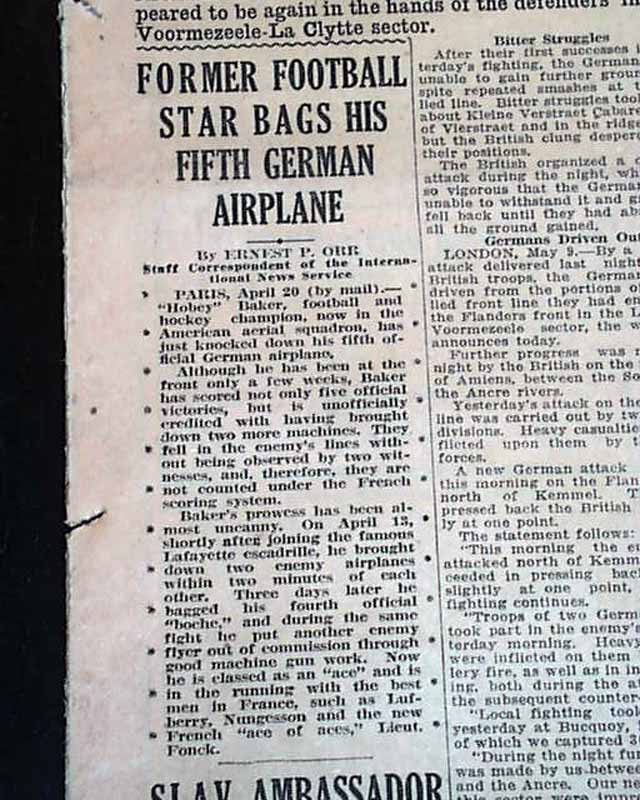 peared to be again in the hands of the defenders in
Voormezeele-La Clytte sector.
FORMER FOOTBALL
STAR BAGS HIS
FIFTH GERMAN
AIRPLANE
By ERNEST P. ORR
Staff Correspondent of the Interna-
tional News Service
PARIS, April 20 (by mail).—
"Hobey" Baker, football and
hockey champion, now in the
American aerial squadron, has
just knocked down his fifth of-
ficial German airplane.
Although he has been at the
front only a few weeks, Baker
has scored not only five official
victories, but is unofficially
credited with having brought
down two more machines. They
fell in the enemy's lines with-
out being observed by two wit-
nesses, and, therefore, they are
not counted under the French
scoring system.
Baker's prowess has been al-
most uncanny. On April 13,
shortly after joining the famous
Lafayette escadrille, he brought
down two enemy airplanes
within two minutes of each
other. Three days later he
bagged his fourth official
"boche," and during the same
fight he put another enemy
flyer out of commission through
good machine gun work. Now
he is classed as an "ace" and is
in the running with the best
men in France, such as Luf-
berry, Nungesson and the new
French "ace of aces," Lieut.
Fonck.
SLAV AMBASSADOR
Bitter Struggles
After their first successes
terday's fighting, the German
unable to gain further groun
spite repeated smashes at t
lied line. Bitter struggles took
about Kleine Verstraet Cabare
of Vierstraet and in the ridge
but the British clung despera
their positions.
The British organized a c
attack during the night, wh
so vigorous that the Germa
unable to withstand it and g
fell back until they had ab
all the ground gained.
Germans Driven Out
LONDON, May 9.—By a
attack delivered last night
British troops, the German
driven from the portions of
lied front line they had en
the Flanders front in the L
Voormezeele sector, the w
announces today.
Further progress was m
night by the British on the
of Amiens, between the So
the Ancre rivers.
Yesterday's attack on the
line was carried out by tw
divisions. Heavy casualtie
flicted upon them by t
forces.
A new German attack
this morning on the Flan
north of Kemmel. T
pressed back the British
ly at one point.
The statement follows:
"This morning the en
attacked north of Kemm
ceeded in pressing back
slightly at one point,
fighting continues.
"Troops of two Germ
took part in the enemy's
terday morning. Heavy
were inflicted on them
lery fire, as well as in in
ing, both during the at
the subsequent counter-
"Local fighting took
yesterday at Bucquoy,
of which we captured 3
"During the night fur
was made by us betwee
and the Ancre. Our ne